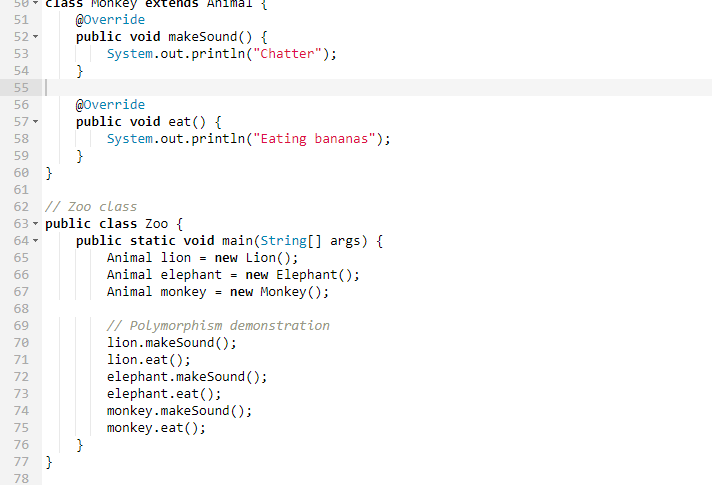 50 class Monkey extends Animal {
51     @Override
52     public void makeSound() {
53         System.out.println("Chatter");
54     }
55
56     @Override
57     public void eat() {
58         System.out.println("Eating bananas");
59     }
60 }
61
62 // Zoo class
63 public class Zoo {
64     public static void main(String[] args) {
65         Animal lion = new Lion();
66         Animal elephant = new Elephant();
67         Animal monkey = new Monkey();
68
69         // Polymorphism demonstration
70         lion.makeSound();
71         lion.eat();
72         elephant.makeSound();
73         elephant.eat();
74         monkey.makeSound();
75         monkey.eat();
76     }
77 }
78